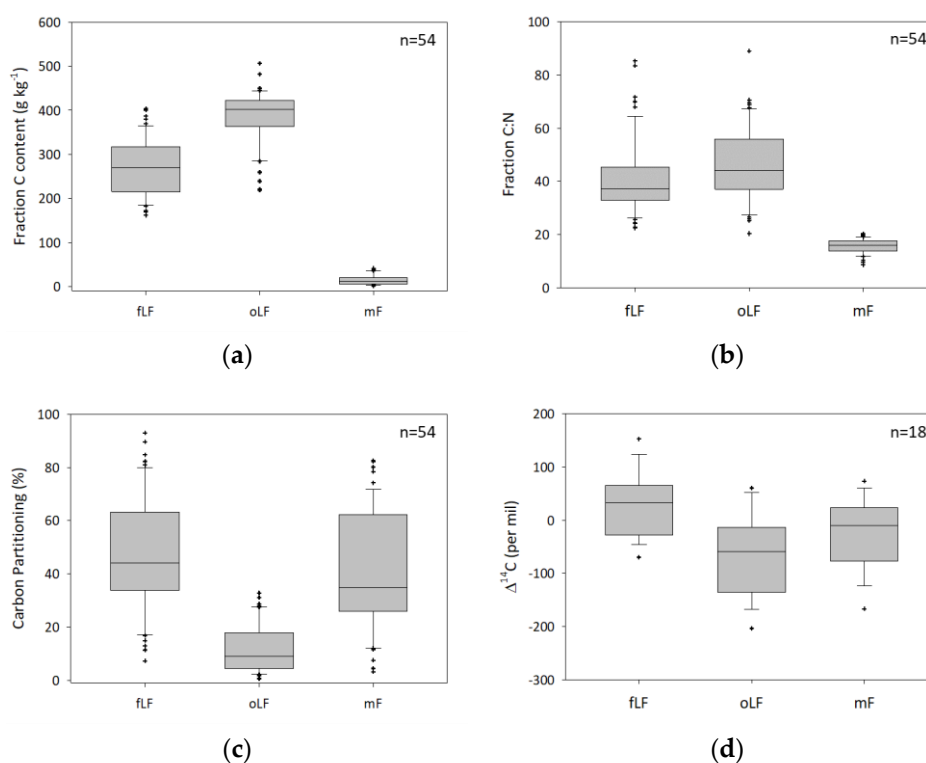 600
500
400
300
200
100
0
Fraction C content (g kg⁻¹)
n=54
fLF oLF mF
(a)
100
80
60
40
20
0
Fraction C:N
n=54
fLF oLF mF
(b)
100
80
60
40
20
0
Carbon Partitioning (%)
n=54
fLF oLF mF
(c)
200
100
0
-100
-200
-300
Δ¹⁴C (per mil)
n=18
fLF oLF mF
(d)